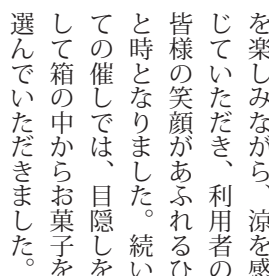 を楽しみながら、涼を感
じていただき、利用者の
皆様の笑顔があふれるひ
と時となりました。続い
ての催しでは、目隠しを
して箱の中からお菓子を
選んでいただきました。